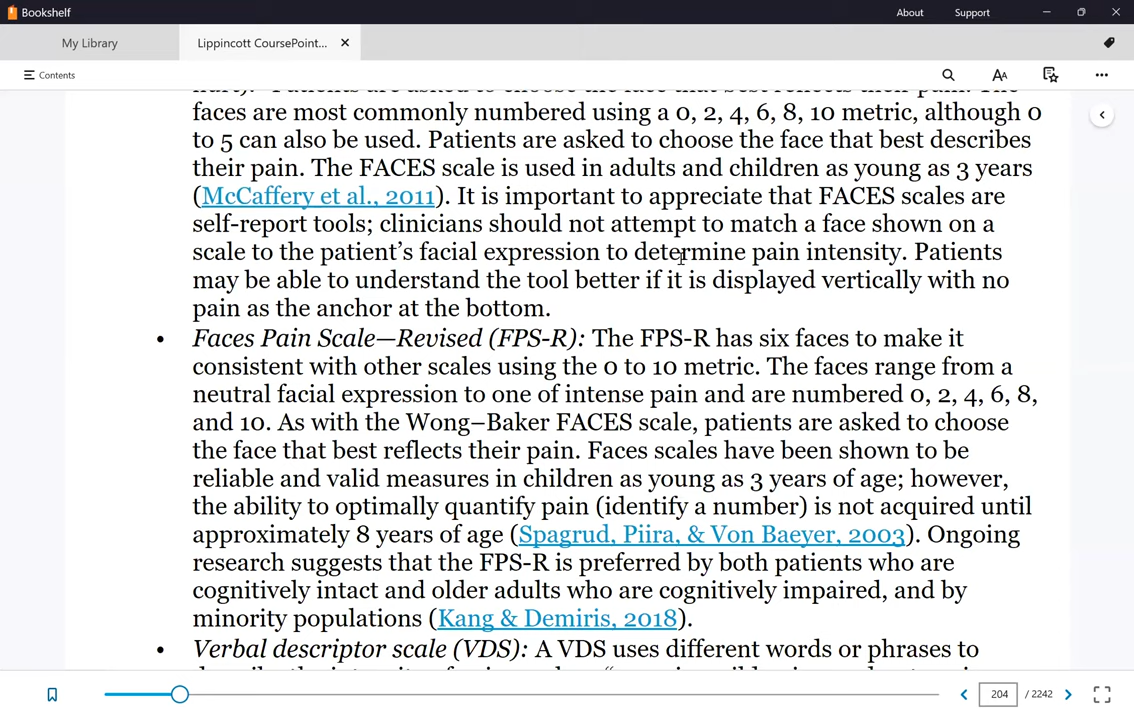 Bookshelf
About
Support
My Library
Lippincott CoursePoint...
Contents
faces are most commonly numbered using a 0, 2, 4, 6, 8, 10 metric, although 0
to 5 can also be used. Patients are asked to choose the face that best describes
their pain. The FACES scale is used in adults and children as young as 3 years
(McCaffery et al., 2011). It is important to appreciate that FACES scales are
self-report tools; clinicians should not attempt to match a face shown on a
scale to the patient’s facial expression to determine pain intensity. Patients
may be able to understand the tool better if it is displayed vertically with no
pain as the anchor at the bottom.
• Faces Pain Scale—Revised (FPS-R): The FPS-R has six faces to make it
consistent with other scales using the 0 to 10 metric. The faces range from a
neutral facial expression to one of intense pain and are numbered 0, 2, 4, 6, 8,
and 10. As with the Wong–Baker FACES scale, patients are asked to choose
the face that best reflects their pain. Faces scales have been shown to be
reliable and valid measures in children as young as 3 years of age; however,
the ability to optimally quantify pain (identify a number) is not acquired until
approximately 8 years of age (Spagrud, Piira, & Von Baeyer, 2003). Ongoing
research suggests that the FPS-R is preferred by both patients who are
cognitively intact and older adults who are cognitively impaired, and by
minority populations (Kang & Demiris, 2018).
• Verbal descriptor scale (VDS): A VDS uses different words or phrases to
204 / 2242